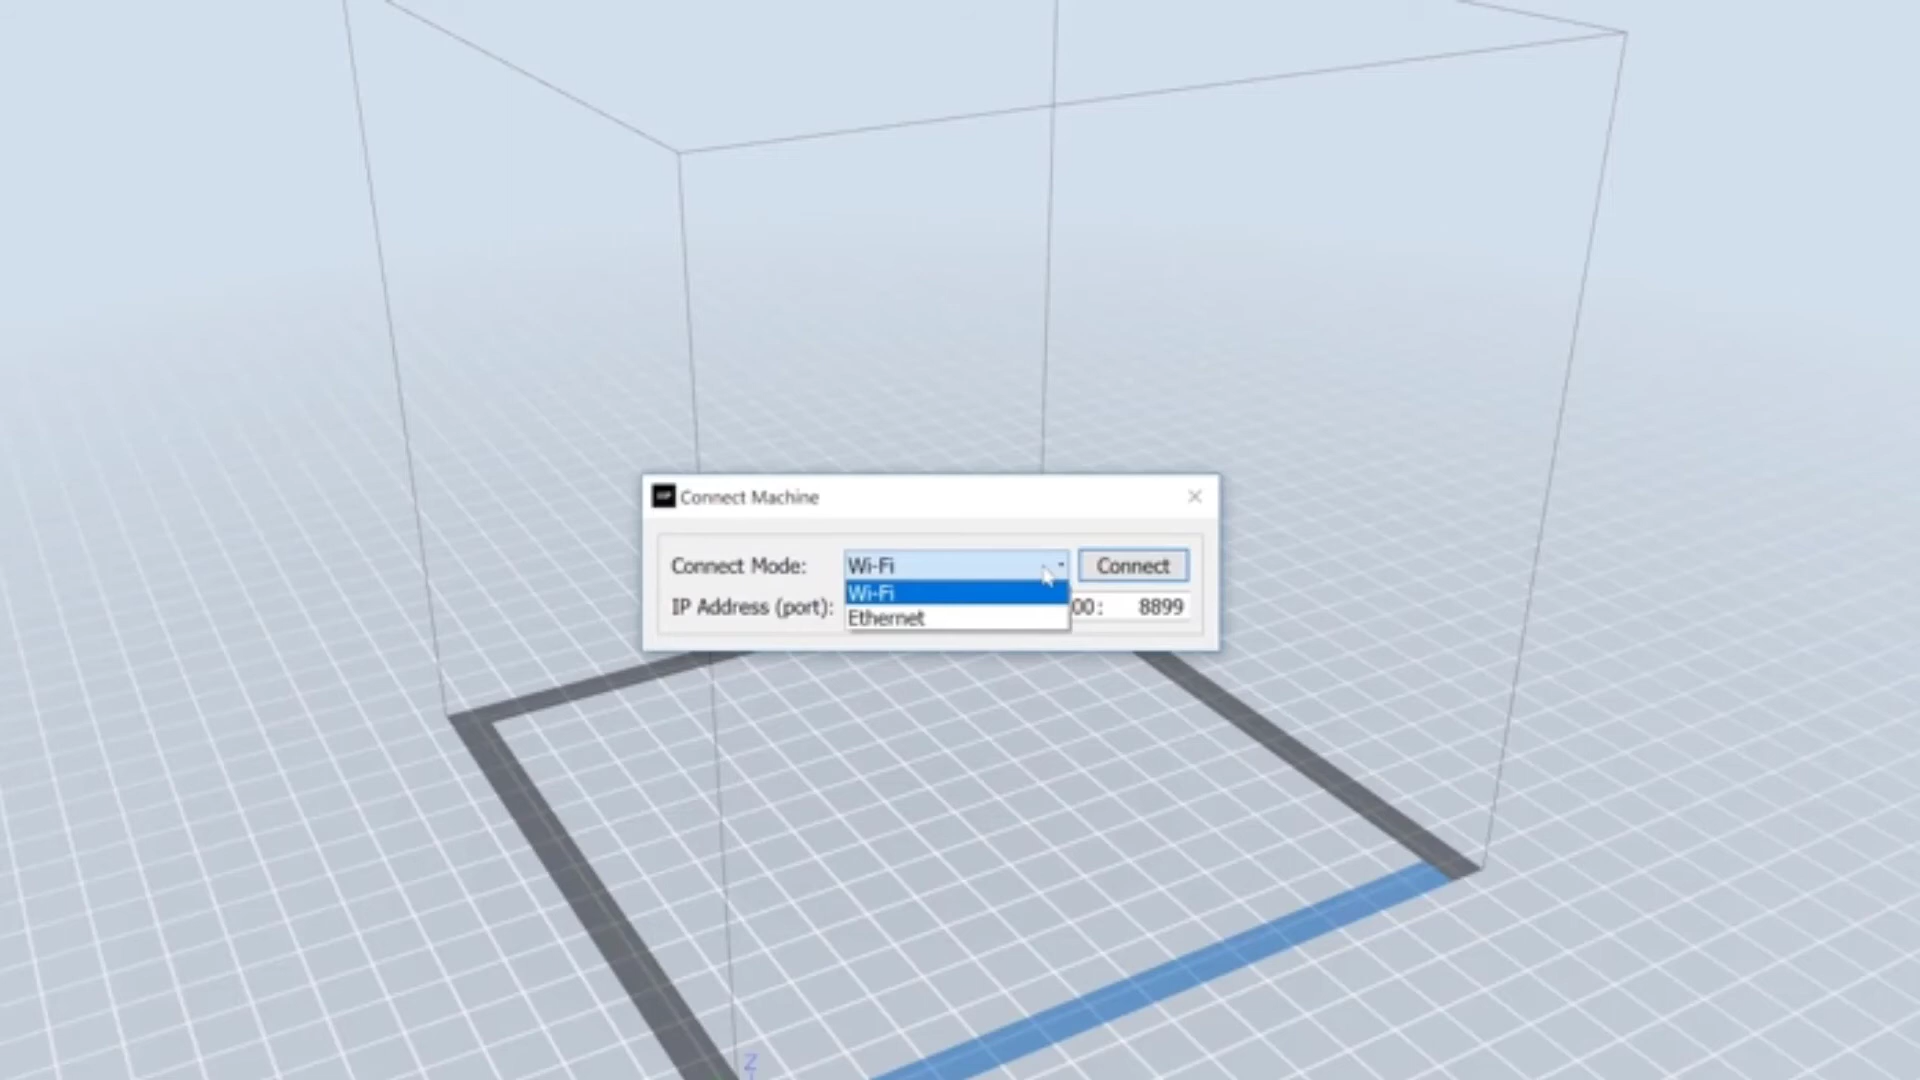 Connect Machine
Connect Mode: Wi-Fi Connect
Wi-Fi
IP Address (port): 00: 8899
Ethernet
Z